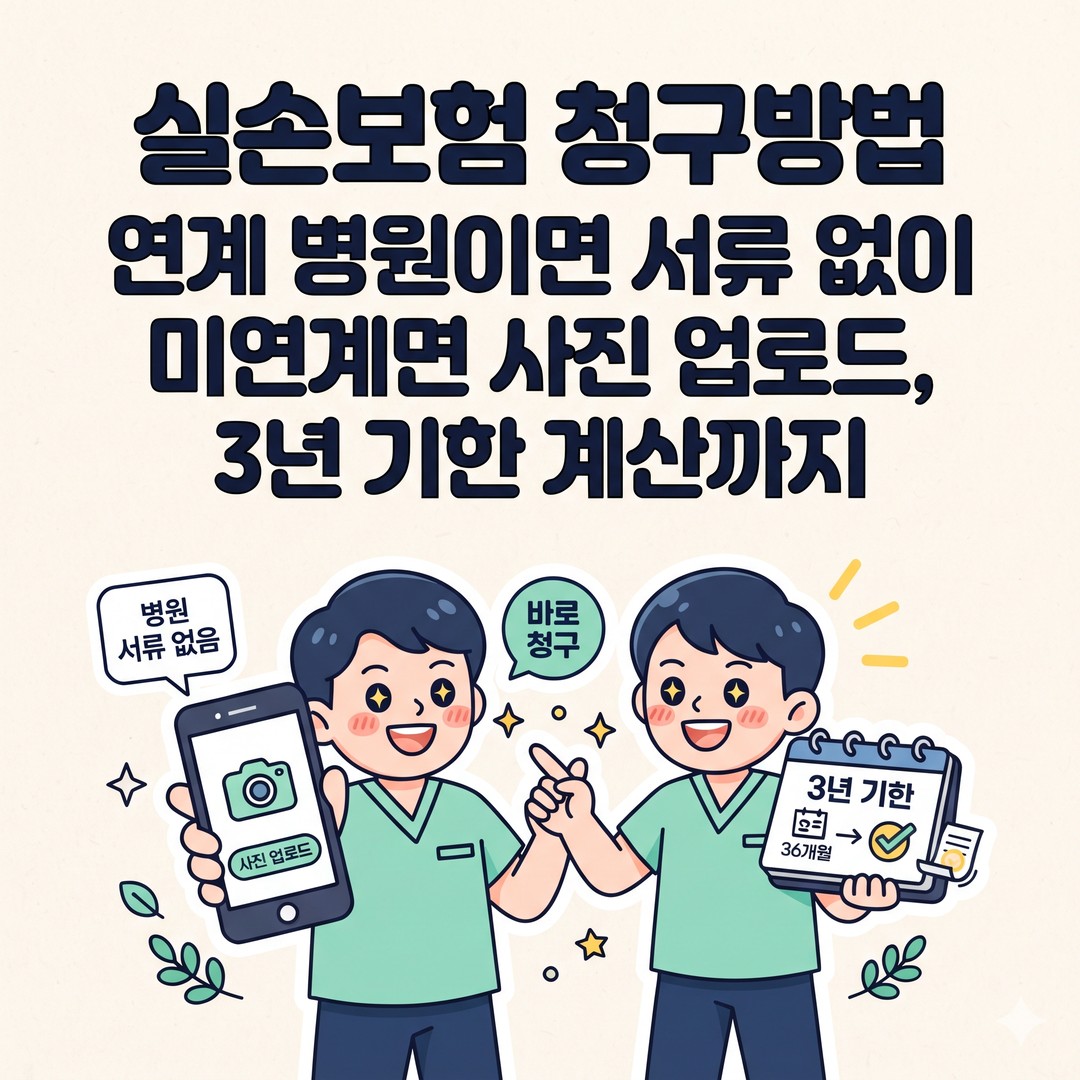 실손보험 청구방법
연계 병원이면 서류 없이
미연계면 사진 업로드,
3년 기한 계산까지
병원
서류 없음
바로
청구
사진 업로드
3년 기한
36개월